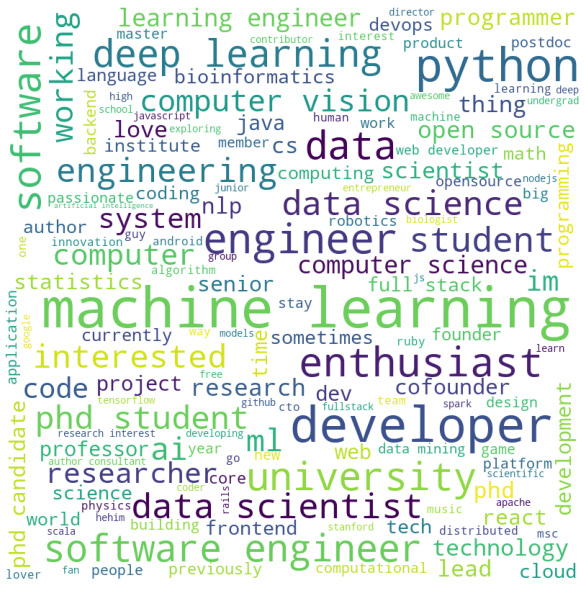 director
learning engineer
programmer
master
contributor
interest
devops
product
postdoc
deep learning
python
software
working
language
bioinformatics
learning
deep
high
computer vision
thing
awesome
undergrad
school
javascript
human
machine
backend
love
exploring
java
work
open source
institute
member
cs
web developer
math
engineering
computing
scientist
data
passionate
coding
nlp
opensource
nodejs
big
artificial intelligence
junior
entrepreneur
data science
robotics
biologist
programming
author
system
guy
innovation
android
group
engineer
student
one
computer
algorithm
computer science
statistics
senior
full stack
js
im
machine learning
stay
application
google
currently
models
way
time
sometimes
ruby
founder
learn
interested
enthusiast
free
code
project
research
dev
cofounder
tensorflow
github
cto
fullstack
spark
design
phd student
developer
team
development
research interest
developing
professor
ai
year
ml
new
web
data mining
game
phd candidate
author consultant
go
platform
researcher
core
university
scientific
science
coder
rails
phd
physics
data scientist
music
apache
world
hehim
building
frontend
tech
react
scala
stanford
distributed
msc
software engineer
technology
lover
fan
people
previously
computational
lead
cloud